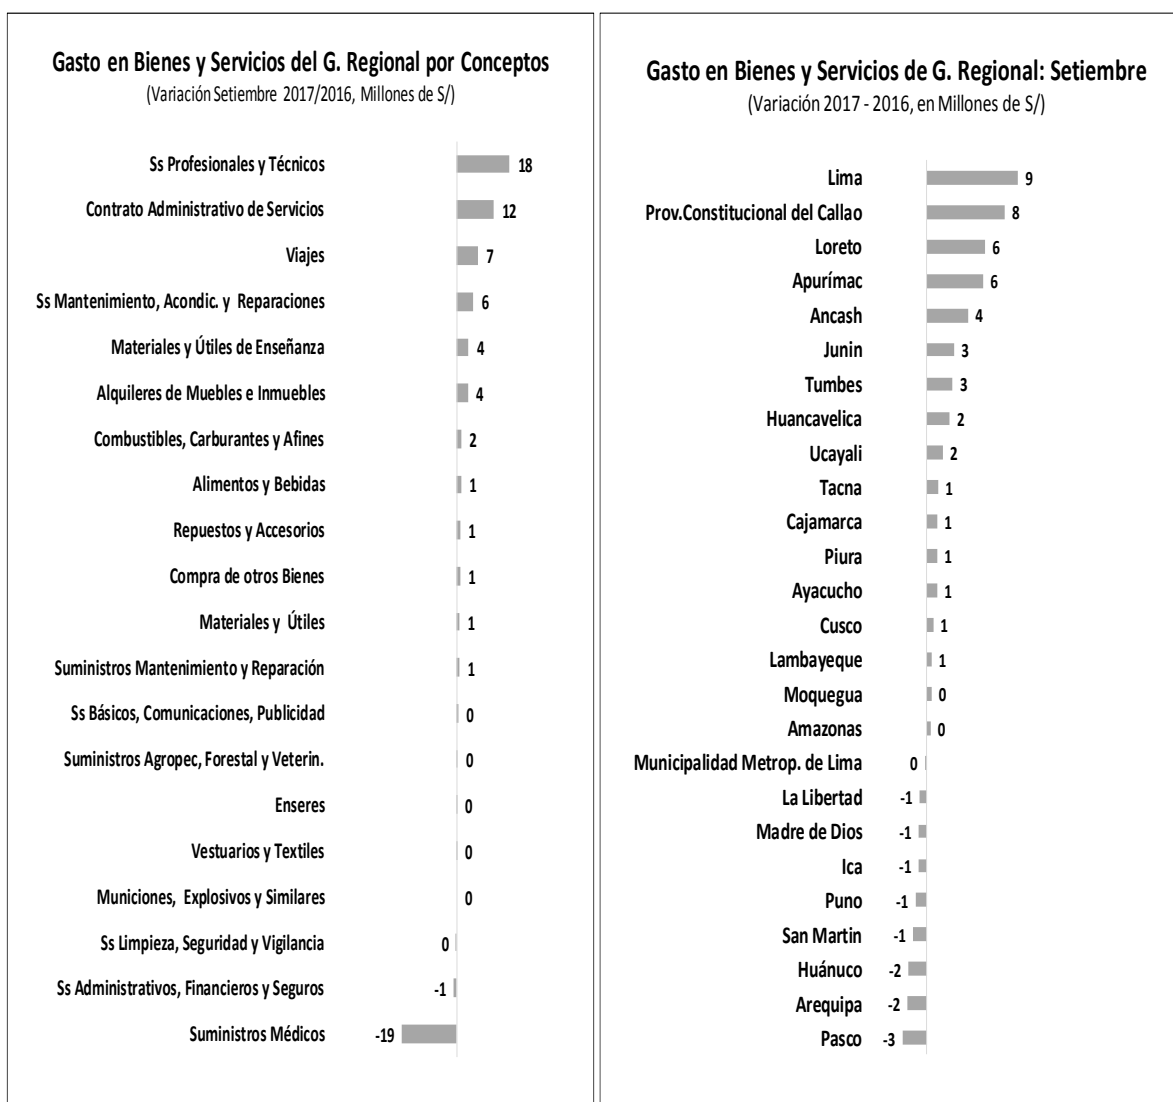 Gasto en Bienes y Servicios del G. Regional por Conceptos
(Variación Setiembre 2017/2016, Millones de S/)
Ss Profesionales y Técnicos 18
Contrato Administrativo de Servicios 12
Viajes 7
Ss Mantenimiento, Acondic. y Reparaciones 6
Materiales y Útiles de Enseñanza 4
Alquileres de Muebles e Inmuebles 4
Combustibles, Carburantes y Afines 2
Alimentos y Bebidas 1
Repuestos y Accesorios 1
Compra de otros Bienes 1
Materiales y Útiles 1
Suministros Mantenimiento y Reparación 1
Ss Básicos, Comunicaciones, Publicidad 0
Suministros Agropec, Forestal y Veterin. 0
Enseres 0
Vestuarios y Textiles 0
Municiones, Explosivos y Similares 0
Ss Limpieza, Seguridad y Vigilancia 0
Ss Administrativos, Financieros y Seguros -1
Suministros Médicos -19
Gasto en Bienes y Servicios de G. Regional: Setiembre
(Variación 2017 - 2016, en Millones de S/)
Lima 9
Prov.Constitucional del Callao 8
Loreto 6
Apurímac 6
Ancash 4
Junin 3
Tumbes 3
Huancavelica 2
Ucayali 2
Tacna 1
Cajamarca 1
Piura 1
Ayacucho 1
Cusco 1
Lambayeque 1
Moquegua 0
Amazonas 0
Municipalidad Metrop. de Lima 0
La Libertad -1
Madre de Dios -1
Ica -1
Puno -1
San Martin -1
Huánuco -2
Arequipa -2
Pasco -3